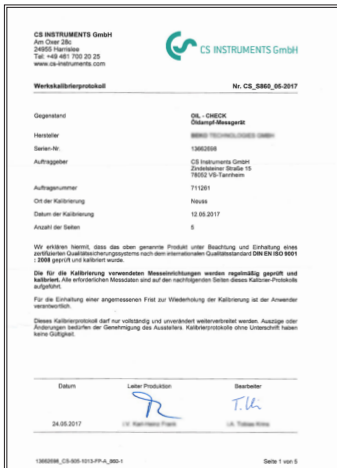 CS INSTRUMENTS GmbH
Am Oxer 28c
24955 Harrislee
Tel: +49 461 700 20 25
www.cs-instruments.com
CS INSTRUMENTS GmbH
Werkskalibrierprotokoll Nr. CS_S860_05-2017
Gegenstand OIL - CHECK
Öldampf-Messgerät
Hersteller
Serien-Nr. 13662698
Auftraggeber CS Instruments GmbH
Zindelsteiner Straße 15
78052 VS-Tannheim
Auftragsnummer 711261
Ort der Kalibrierung Neuss
Datum der Kalibrierung 12.05.2017
Anzahl der Seiten 5
Wir erklären hiermit, dass das oben genannte Produkt unter Beachtung und Einhaltung eines
zertifizierten Qualitätssicherungssystems nach dem internationalen Qualitätsstandard DIN EN ISO 9001
: 2008 geprüft und kalibriert wurde.
Die für die Kalibrierung verwendeten Messeinrichtungen werden regelmäßig geprüft und
kalibriert. Alle erforderlichen Messdaten sind auf den nachfolgenden Seiten dieses Kalibrier-Protokolls
aufgeführt.
Für die Einhaltung einer angemessenen Frist zur Wiederholung der Kalibrierung ist der Anwender
verantwortlich.
Dieses Kalibrierprotokoll darf nur vollständig und unverändert weiterverbreitet werden. Auszüge oder
Änderungen bedürfen der Genehmigung des Ausstellers. Kalibrierprotokolle ohne Unterschrift haben
keine Gültigkeit.
Datum Leiter Produktion Bearbeiter
24.05.2017
13662698_CS-S05-1013-FP-A_860-1 Seite 1 von 5